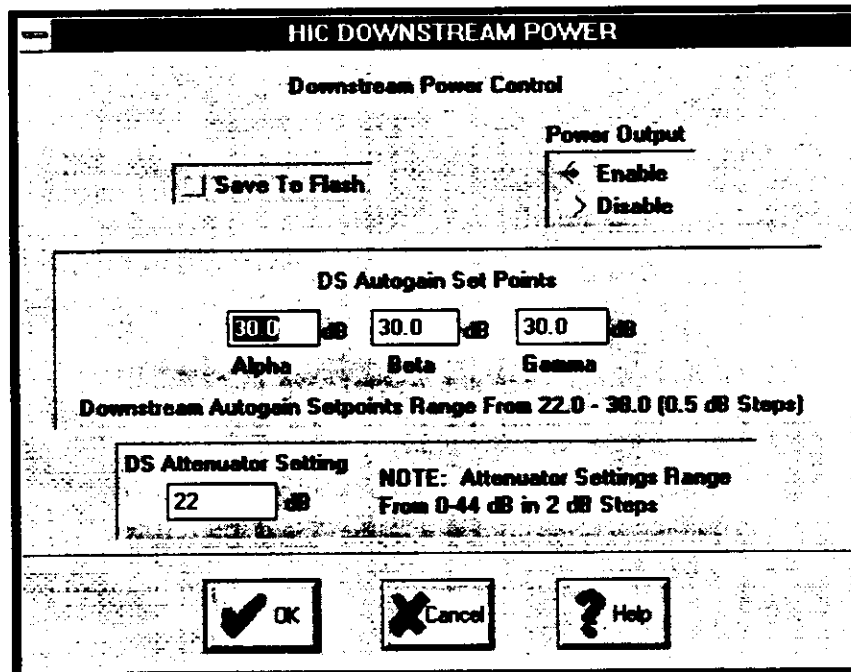 HIC DOWNSTREAM POWER
Downstream Power Control
Power Output
Save To Flash
Enable
Disable
DS Autogain Set Points
30.0 dB 30.0 dB 30.0 dB
Alpha Beta Gamma
Downstream Autogain Setpoints Range From 22.0 - 38.0 (0.5 dB Steps)
DS Attenuator Setting
22 dB
NOTE: Attenuator Settings Range
From 0-44 dB in 2 dB Steps
OK Cancel Help